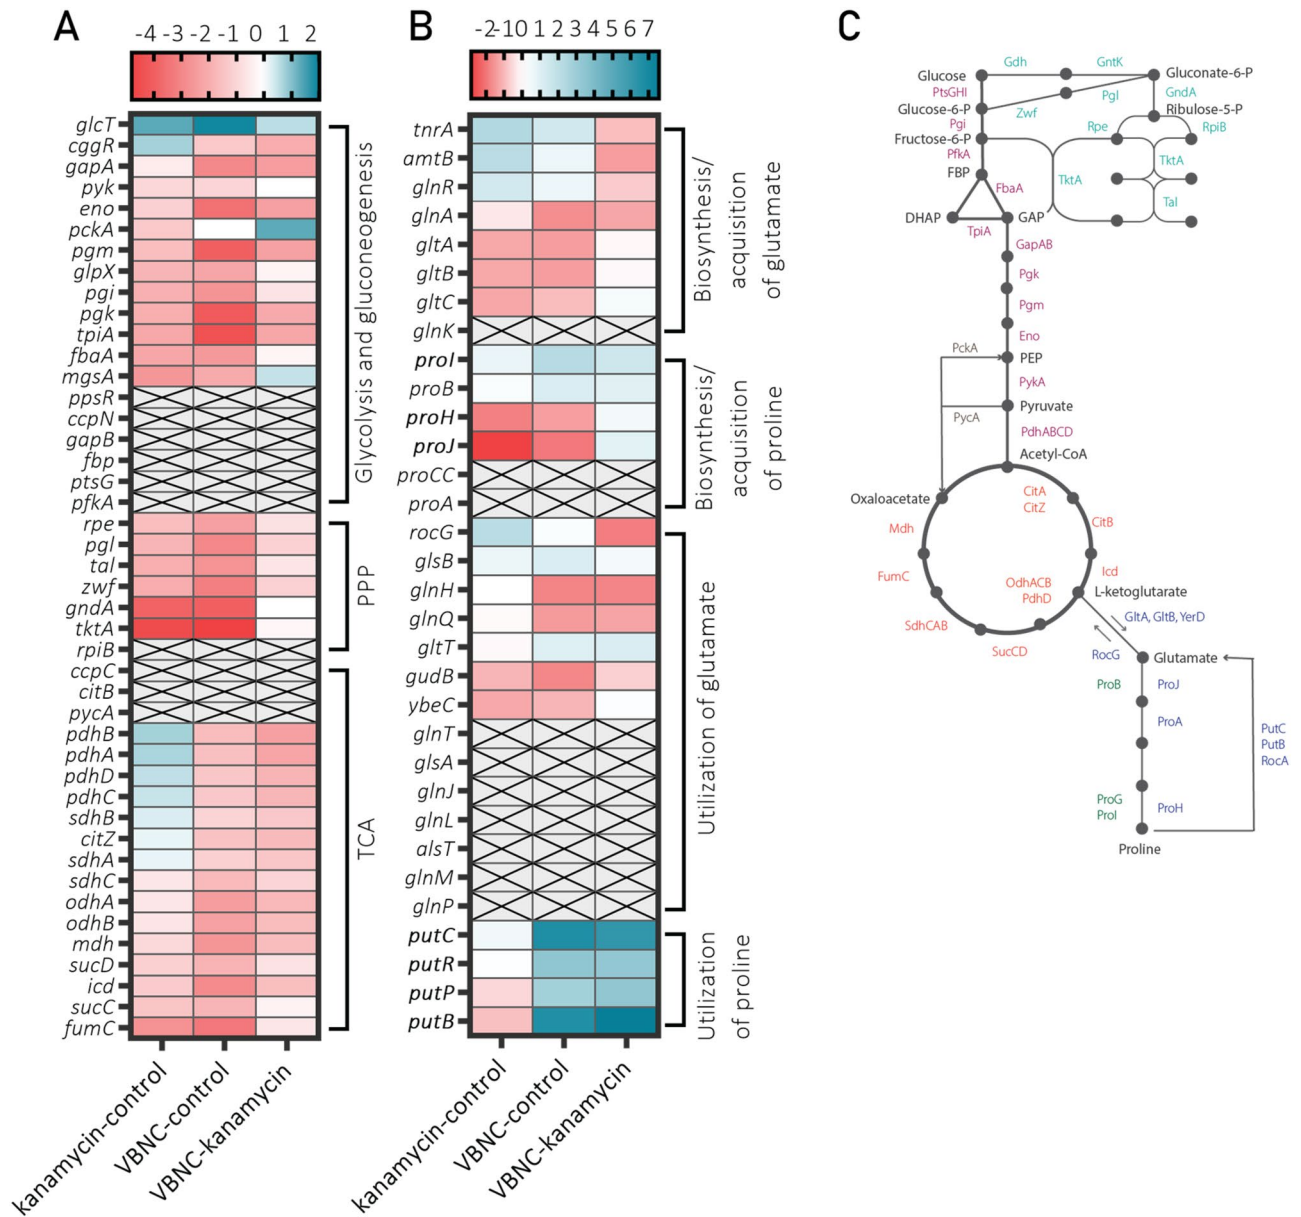 A
-4 -3 -2 -1 0 1 2
glcT
cggR
gapA
pyk
eno
pckA
pgm
glpX
pgi
pgk
tpiA
fbaA
mgsA
ppsR
ccpN
gapB
fbp
ptsG
pfkA
rpe
pgl
tal
zwf
gndA
tktA
rpiB
ccpC
citB
pycA
pdhB
pdhA
pdhD
pdhC
sdhB
citZ
sdhA
sdhC
odhA
odhB
mdh
sucD
icd
sucC
fumC
Glycolysis and gluconeogenesis
PPP
TCA
kanamycin-control
VBNC-control
VBNC-kanamycin
B
-2-10 1 2 3 4 5 6 7
tnrA
amtB
glnR
glnA
gltA
gltB
gltC
glnK
proI
proB
proH
proJ
proCC
proA
rocG
glsB
glnH
glnQ
gltT
gudB
ybeC
glnT
glsA
glnJ
glnL
alsT
glnM
glnP
putC
putR
putP
putB
Biosynthesis/
acquisition
of glutamate
Biosynthesis/
acquisition
of proline
Utilization of glutamate
Utilization
of proline
kanamycin-control
VBNC-control
VBNC-kanamycin
C
Glucose
Gdh
GntK
Gluconate-6-P
PtsGHI
Pgl
GndA
Glucose-6-P
Zwf
Ribulose-5-P
Pgi
Rpe
RpiB
Fructose-6-P
PfkA
TktA
FBP
FbaA
TktA
Tal
DHAP
GAP
TpiA
GapAB
Pgk
Pgm
Eno
PckA
PEP
PykA
Pyruvate
PycA
PdhABCD
Acetyl-CoA
Oxaloacetate
CitA
CitZ
Mdh
CitB
FumC
Icd
OdhACB
PdhD
L-ketoglutarate
SdhCAB
GltA, GltB, YerD
SucCD
RocG
Glutamate
ProB
ProJ
ProA
PutC
PutB
RocA
ProG
ProI
ProH
Proline